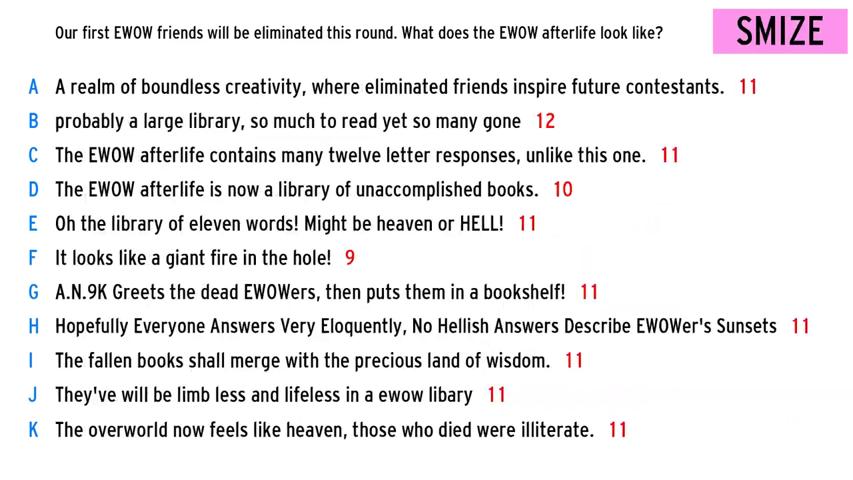 Our first EWOW friends will be eliminated this round. What does the EWOW afterlife look like?
SMIZE
A A realm of boundless creativity, where eliminated friends inspire future contestants. 11
B probably a large library, so much to read yet so many gone 12
C The EWOW afterlife contains many twelve letter responses, unlike this one. 11
D The EWOW afterlife is now a library of unaccomplished books. 10
E Oh the library of eleven words! Might be heaven or HELL! 11
F It looks like a giant fire in the hole! 9
G A.N.9K Greets the dead EWOWers, then puts them in a bookshelf! 11
H Hopefully Everyone Answers Very Eloquently, No Hellish Answers Describe EWOWer's Sunsets 11
I The fallen books shall merge with the precious land of wisdom. 11
J They've will be limb less and lifeless in a ewow libary 11
K The overworld now feels like heaven, those who died were illiterate. 11